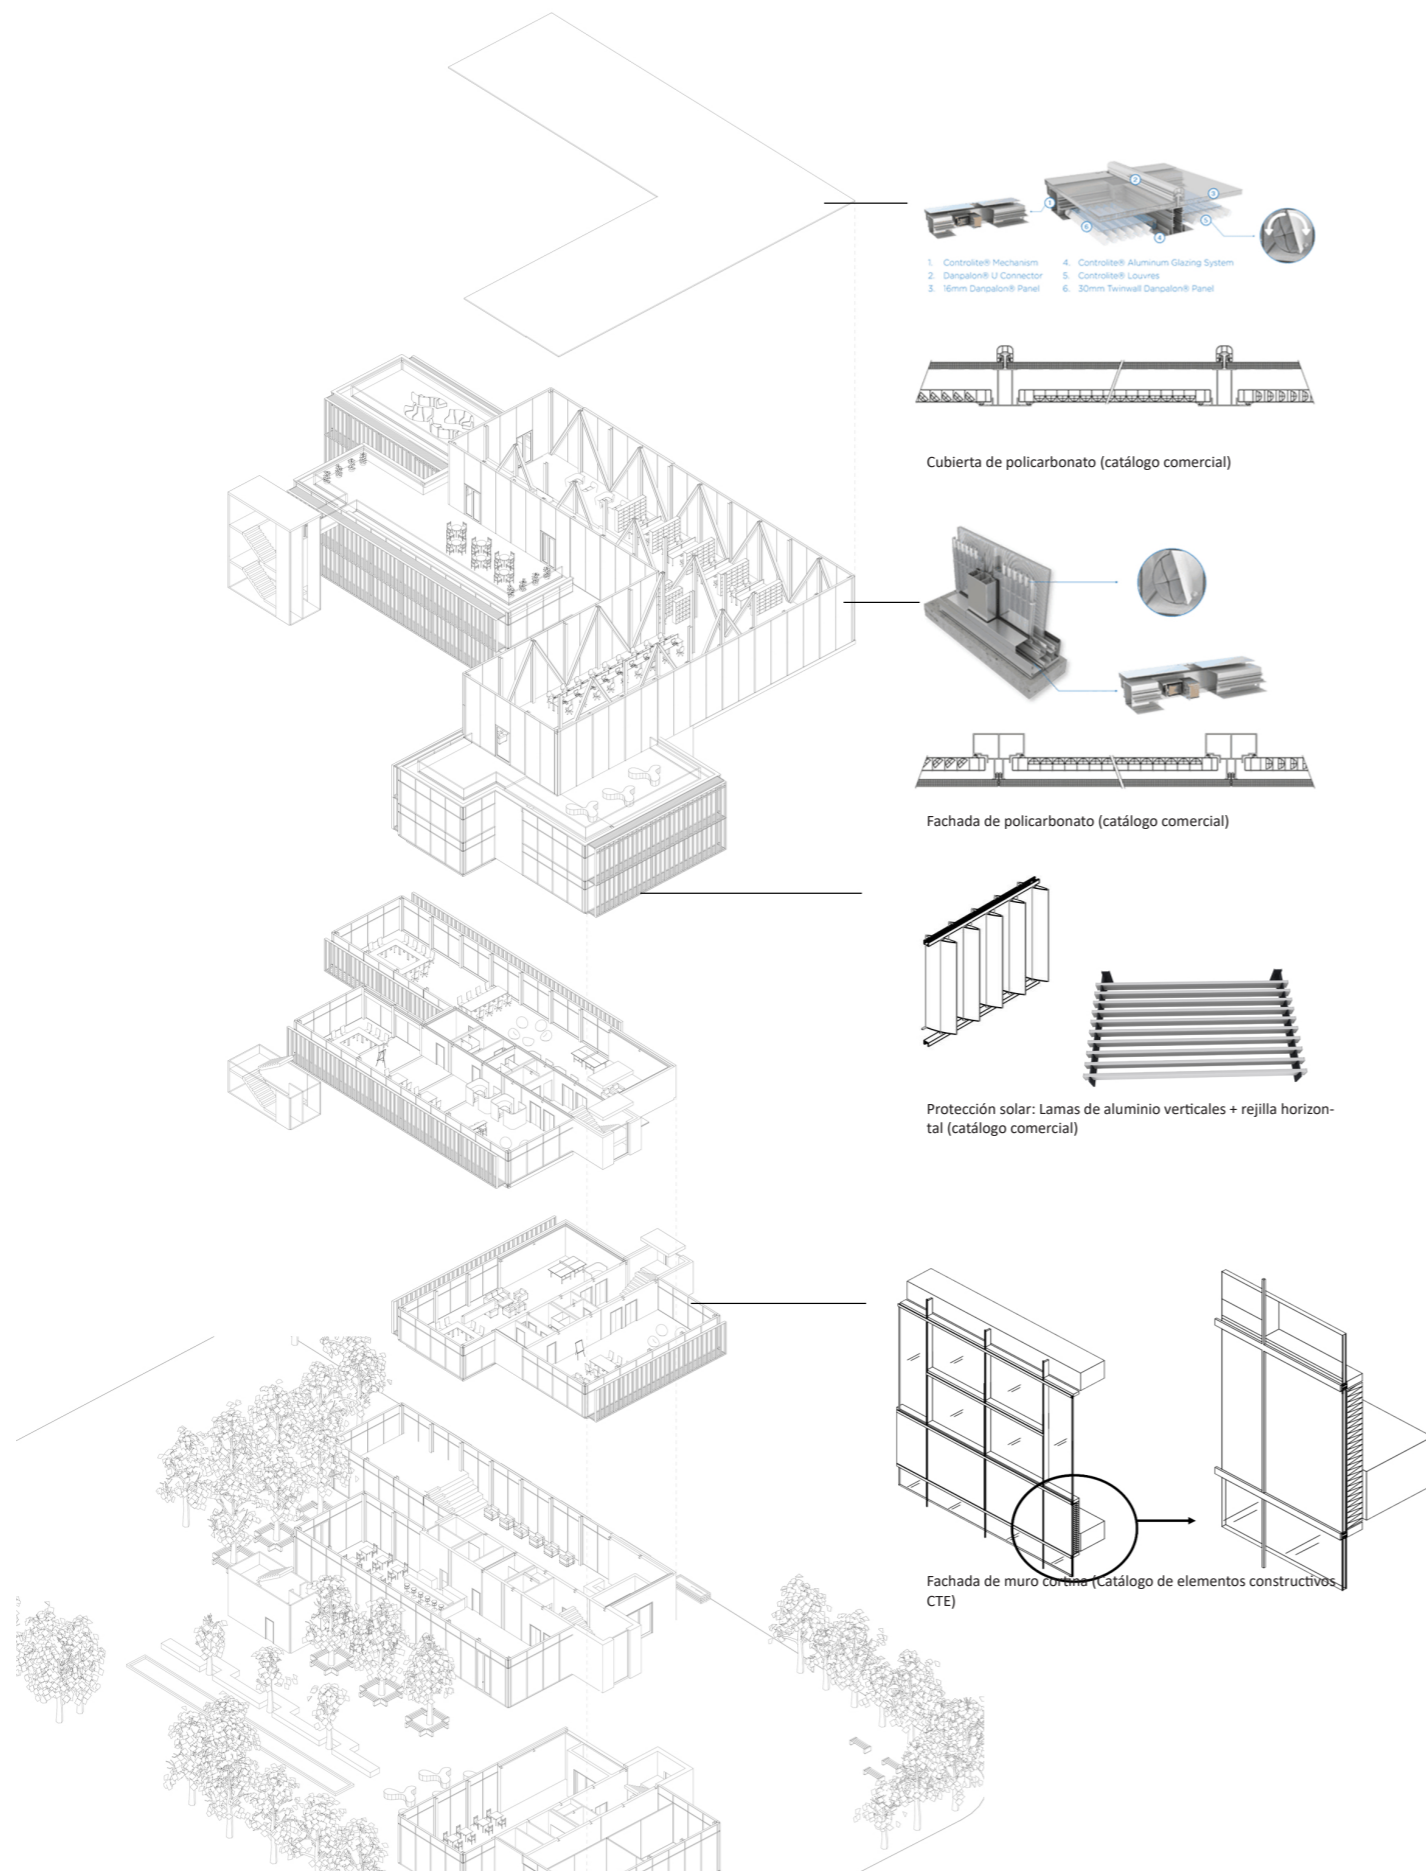 1. Controlite® Mechanism
2. Danpalon® U Connector
3. 16mm Danpalon® Panel
4. Controlite® Aluminum Glazing System
5. Controlite® Louvres
6. 30mm Twinwall Danpalon® Panel
Cubierta de policarbonato (catálogo comercial)
Fachada de policarbonato (catálogo comercial)
Protección solar: Lamas de aluminio verticales + rejilla horizon-
tal (catálogo comercial)
Fachada de muro cortina (Catálogo de elementos constructivos
CTE)